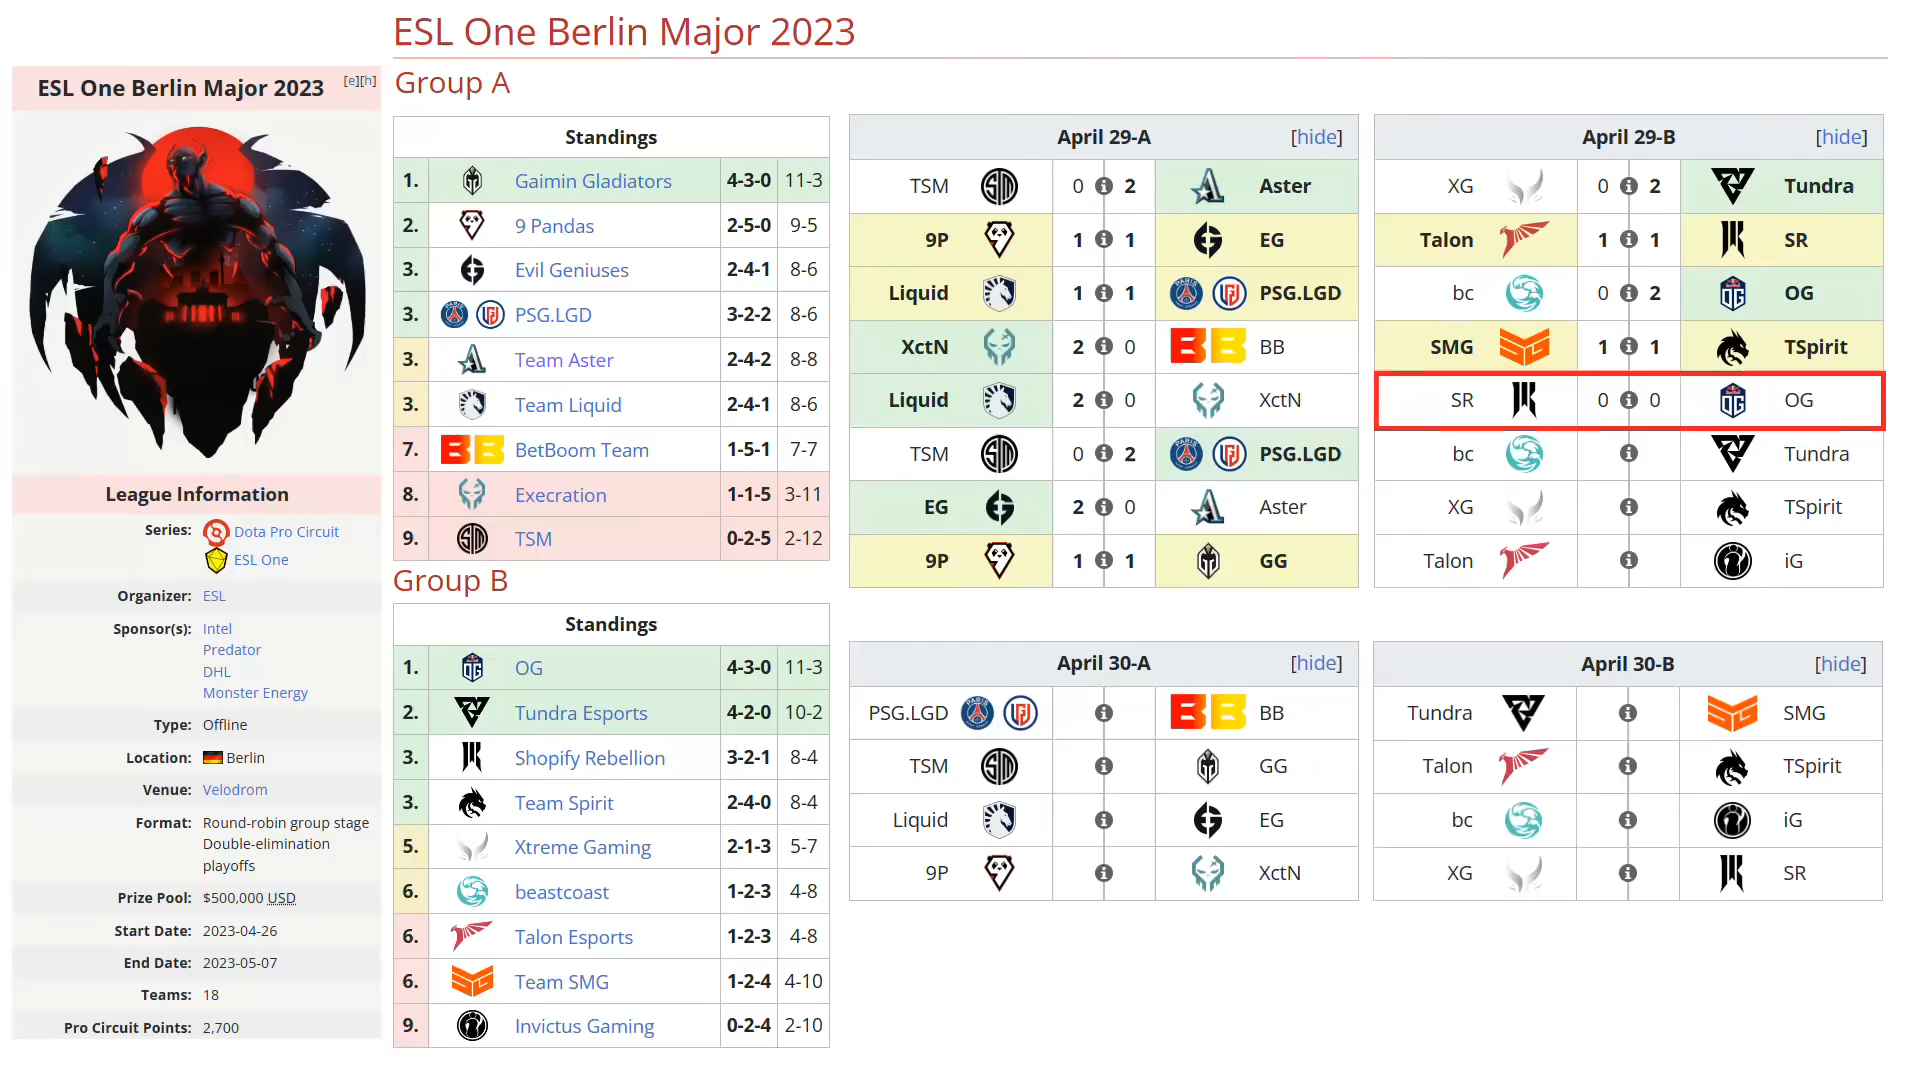 ESL One Berlin Major 2023
ESL One Berlin Major 2023 [e][h]
League Information
Series: Dota Pro Circuit
ESL One
Organizer: ESL
Sponsor(s): Intel
Predator
DHL
Monster Energy
Type: Offline
Location: Berlin
Venue: Velodrom
Format: Round-robin group stage
Double-elimination
playoffs
Prize Pool: $500,000 USD
Start Date: 2023-04-26
End Date: 2023-05-07
Teams: 18
Pro Circuit Points: 2,700
Group A
Standings
1. Gaimin Gladiators 4-3-0 11-3
2. 9 Pandas 2-5-0 9-5
3. Evil Geniuses 2-4-1 8-6
3. PSG.LGD 3-2-2 8-6
3. Team Aster 2-4-2 8-8
3. Team Liquid 2-4-1 8-6
7. BetBoom Team 1-5-1 7-7
8. Execration 1-1-5 3-11
9. TSM 0-2-5 2-12
Group B
Standings
1. OG 4-3-0 11-3
2. Tundra Esports 4-2-0 10-2
3. Shopify Rebellion 3-2-1 8-4
3. Team Spirit 2-4-0 8-4
5. Xtreme Gaming 2-1-3 5-7
6. beastcoast 1-2-3 4-8
6. Talon Esports 1-2-3 4-8
6. Team SMG 1-2-4 4-10
9. Invictus Gaming 0-2-4 2-10
April 29-A [hide]
TSM 0 2 Aster
9P 1 1 EG
Liquid 1 1 PSG.LGD
XctN 2 0 BB
Liquid 2 0 XctN
TSM 0 2 PSG.LGD
EG 2 0 Aster
9P 1 1 GG
April 29-B [hide]
XG 0 2 Tundra
Talon 1 1 SR
bc 0 2 OG
SMG 1 1 TSpirit
SR 0 0 OG
bc Tundra
XG TSpirit
Talon iG
April 30-A [hide]
PSG.LGD BB
TSM GG
Liquid EG
9P XctN
April 30-B [hide]
Tundra SMG
Talon TSpirit
bc iG
XG SR